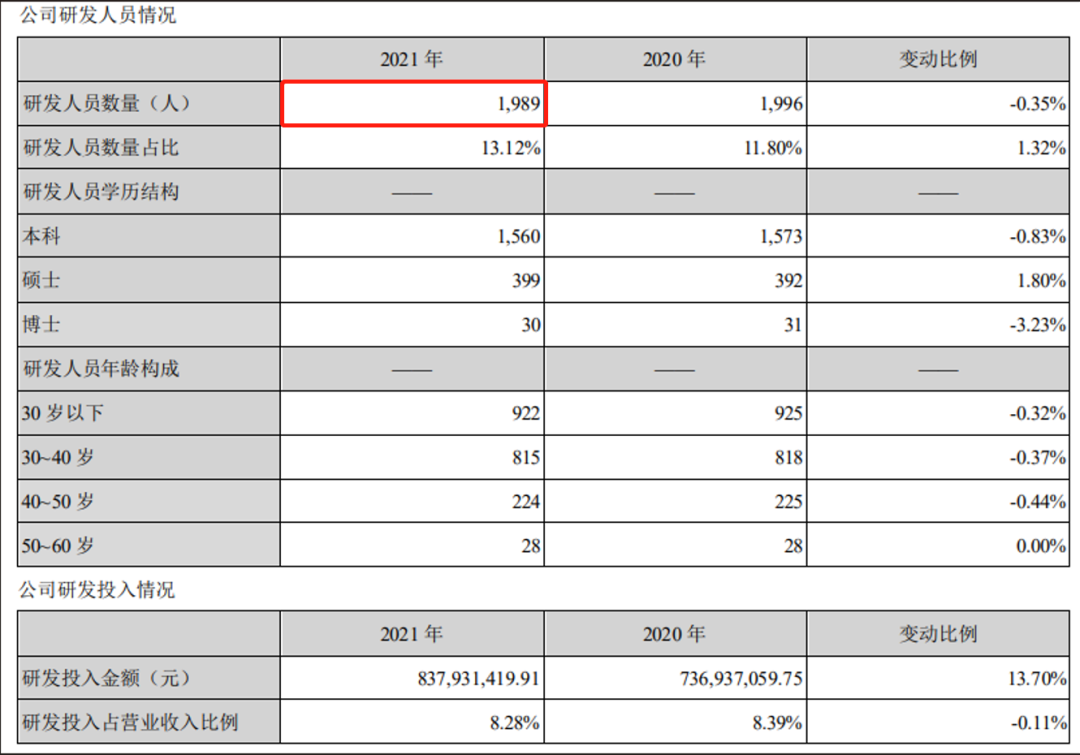 公司研发人员情况
2021 年 2020 年 变动比例
研发人员数量（人） 1,989 1,996 -0.35%
研发人员数量占比 13.12% 11.80% 1.32%
研发人员学历结构 —— —— ——
本科 1,560 1,573 -0.83%
硕士 399 392 1.80%
博士 30 31 -3.23%
研发人员年龄构成 —— —— ——
30 岁以下 922 925 -0.32%
30~40 岁 815 818 -0.37%
40~50 岁 224 225 -0.44%
50~60 岁 28 28 0.00%
公司研发投入情况
2021 年 2020 年 变动比例
研发投入金额（元） 837,931,419.91 736,937,059.75 13.70%
研发投入占营业收入比例 8.28% 8.39% -0.11%